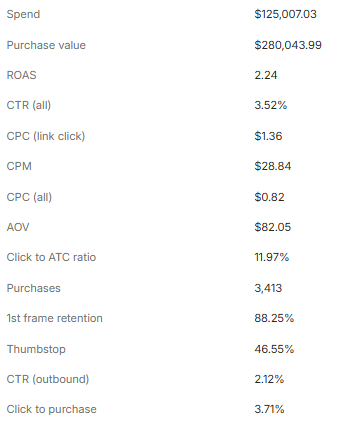 Spend $125,007.03
Purchase value $280,043.99
ROAS 2.24
CTR (all) 3.52%
CPC (link click) $1.36
CPM $28.84
CPC (all) $0.82
AOV $82.05
Click to ATC ratio 11.97%
Purchases 3,413
1st frame retention 88.25%
Thumbstop 46.55%
CTR (outbound) 2.12%
Click to purchase 3.71%